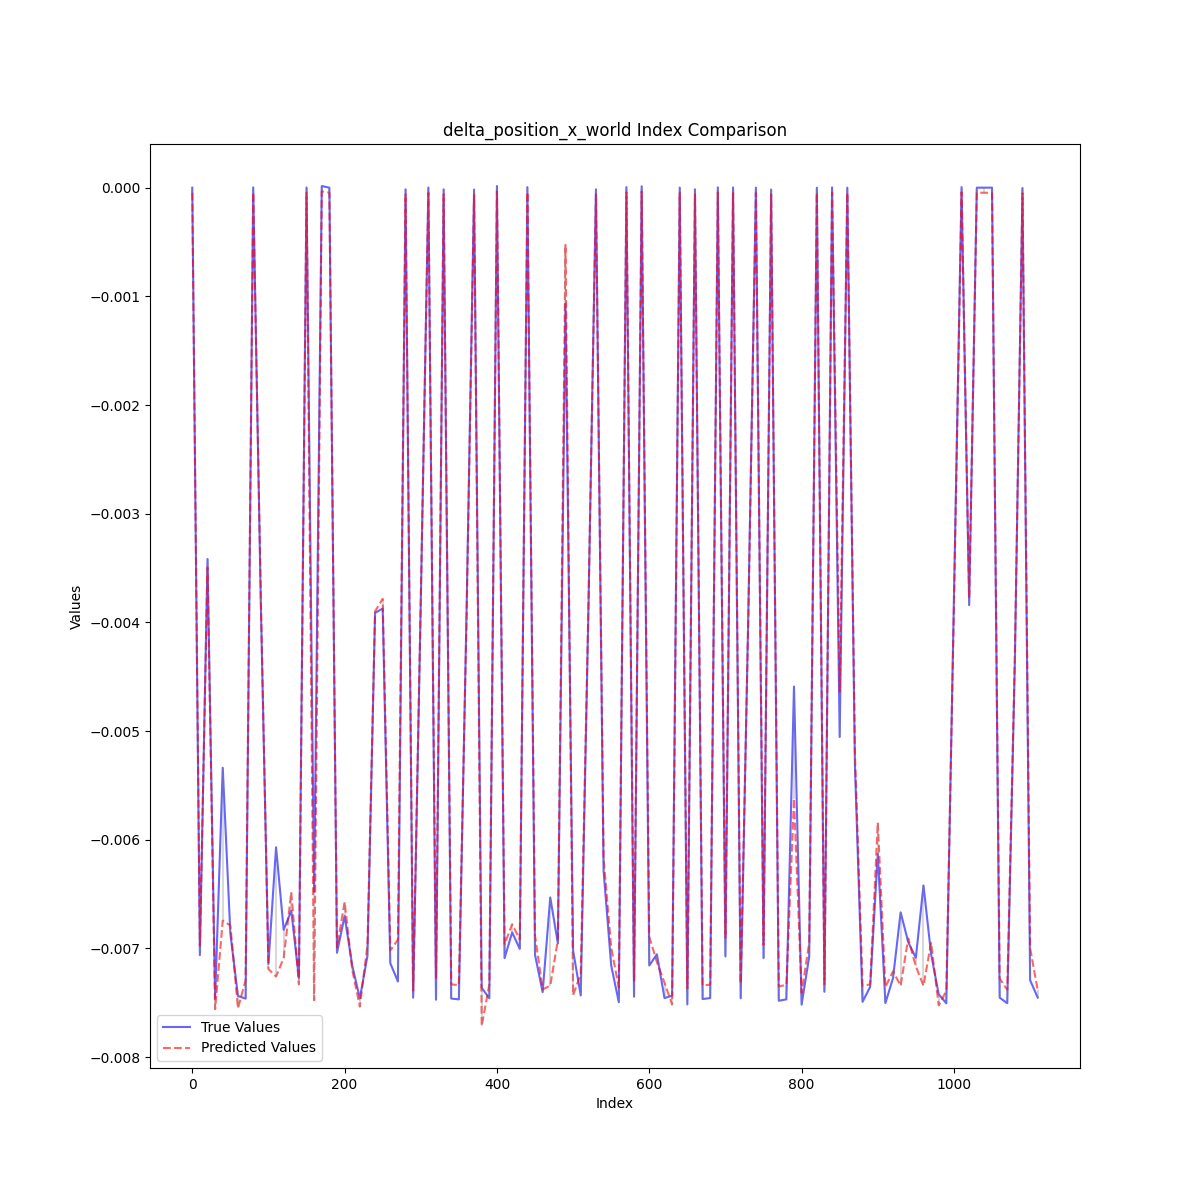 delta_position_x_world Index Comparison
0.000
−0.001
−0.002
−0.003
−0.004
−0.005
−0.006
−0.007
−0.008
Values
True Values
Predicted Values
0 200 400 600 800 1000
Index